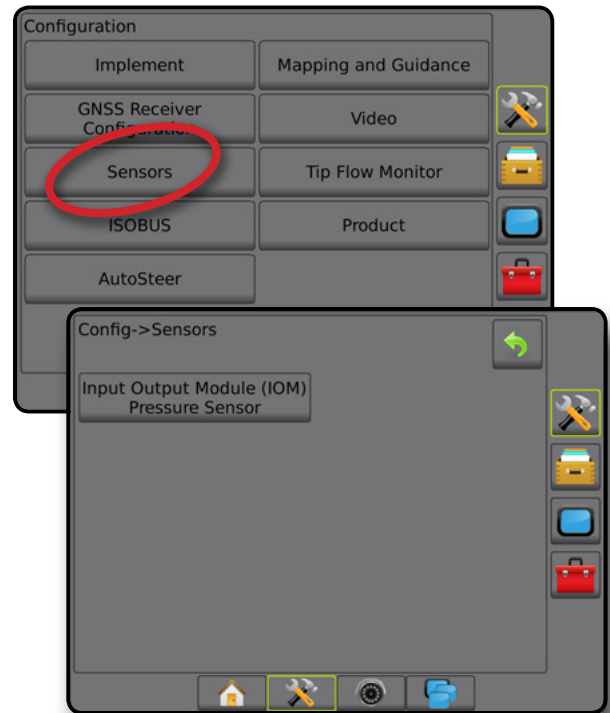 Configuration
Implement
Mapping and Guidance
GNSS Receiver
Configuration
Video
Sensors
Tip Flow Monitor
ISOBUS
Product
AutoSteer
Config->Sensors
Input Output Module (IOM)
Pressure Sensor